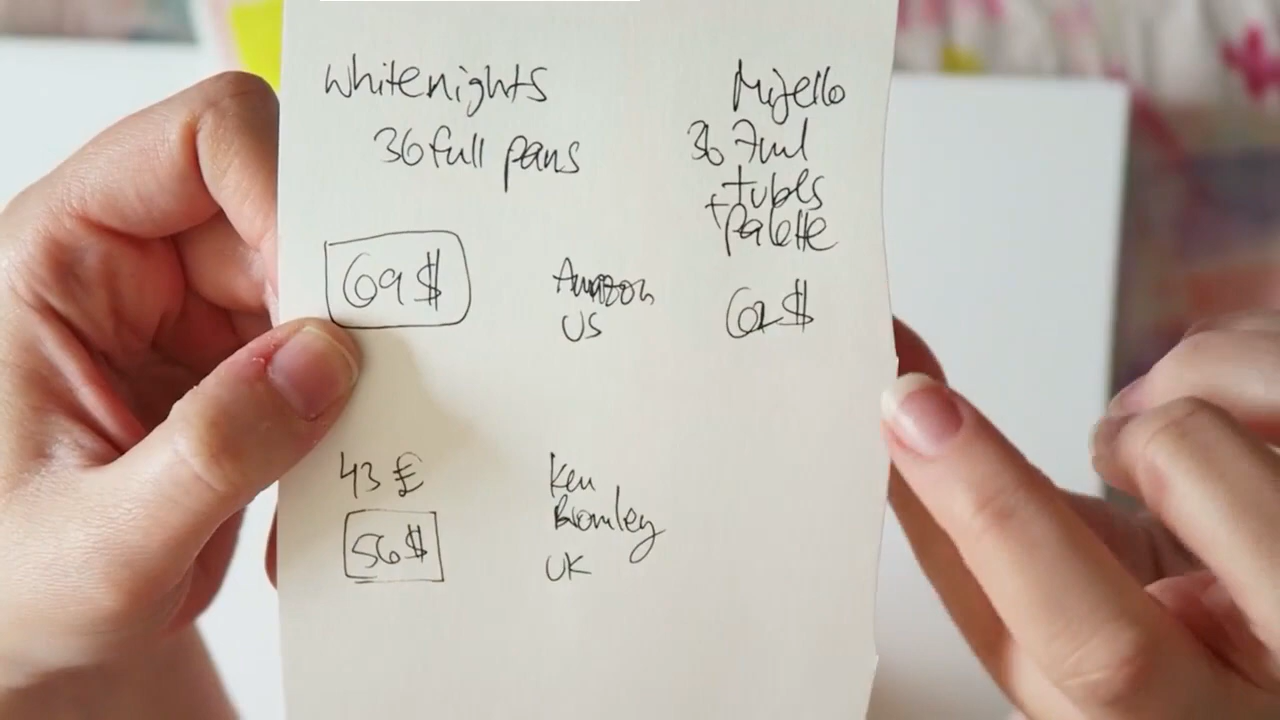 Whitenights
36 full pans
69 $
43 £
56 $
Amazon
US
Ken
Bromley
UK
Mijello
36 7ml
tubes
+ palette
62 $